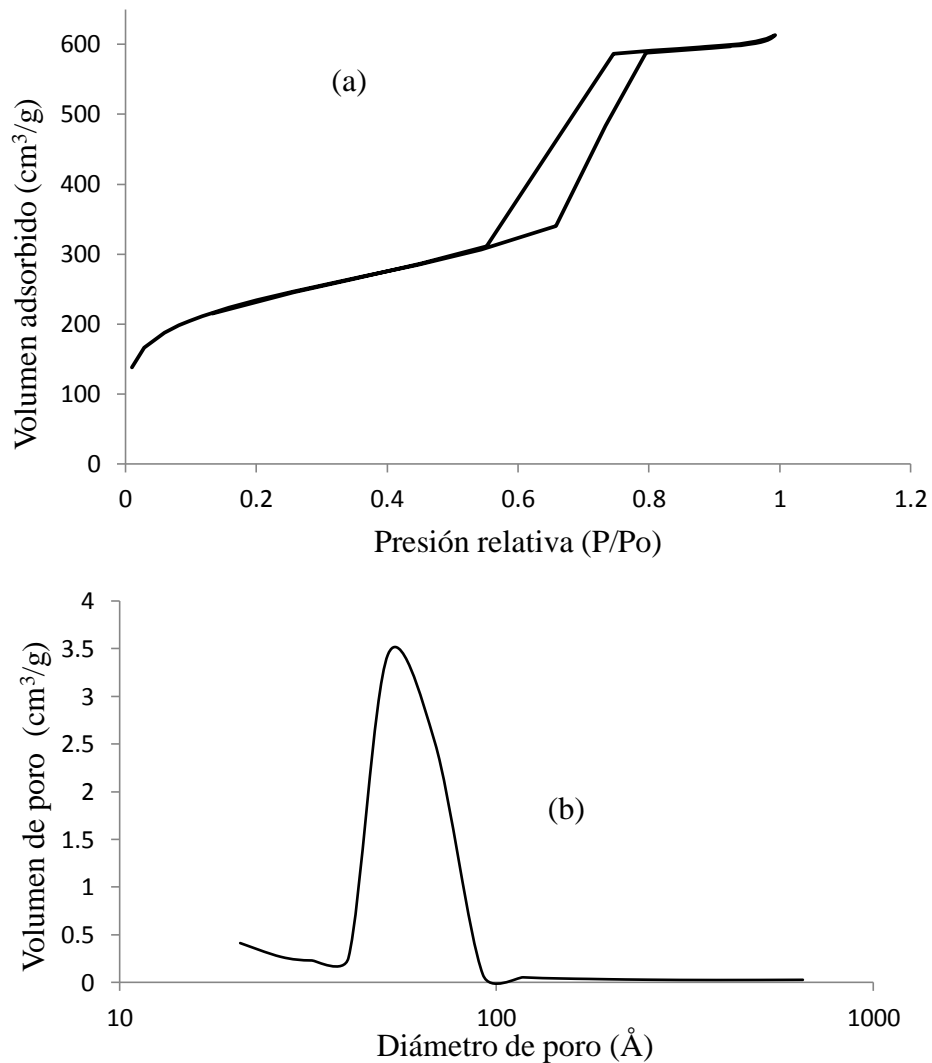 (a)
Volumen adsorbido (cm³/g)
600
500
400
300
200
100
0
0 0.2 0.4 0.6 0.8 1 1.2
Presión relativa (P/Po)
(b)
Volumen de poro (cm³/g)
4
3.5
3
2.5
2
1.5
1
0.5
0
10 100 1000
Diámetro de poro (Å)